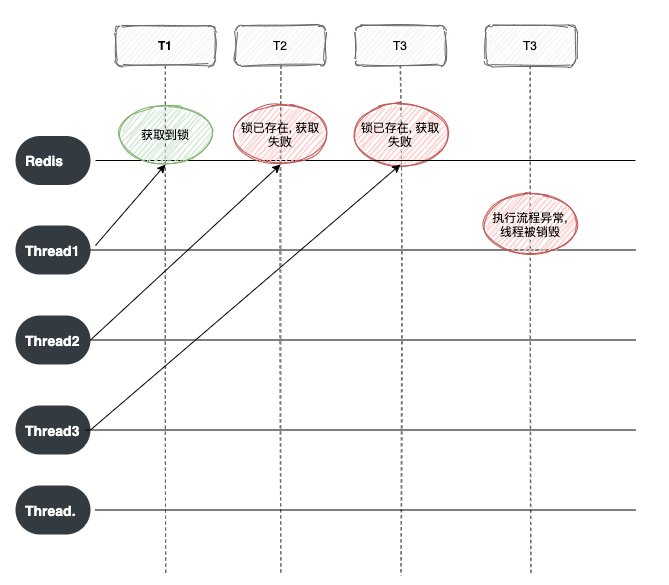 T1
T2
T3
T3
获取到锁
锁已存在, 获取
失败
锁已存在, 获取
失败
Redis
执行流程异常,
线程被销毁
Thread1
Thread2
Thread3
Thread.